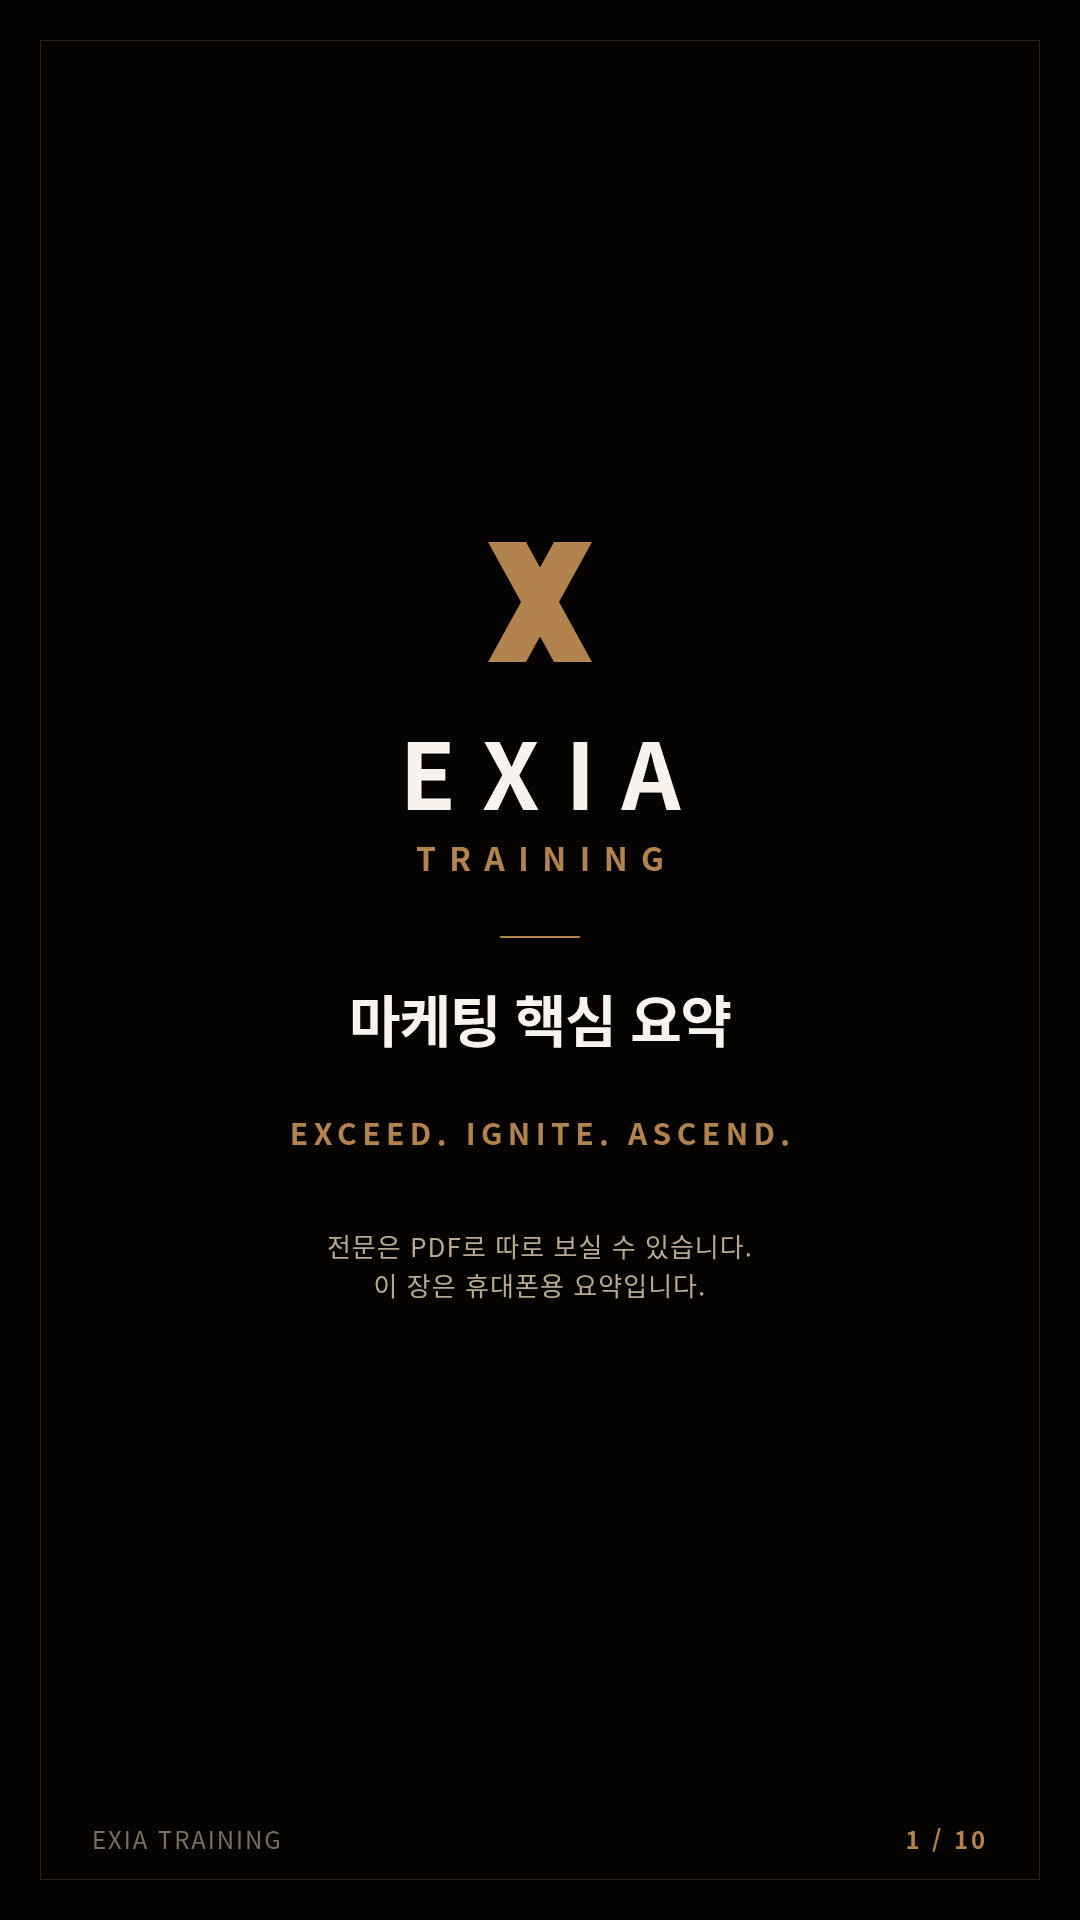 X
EXIA
TRAINING
마케팅 핵심 요약
EXCEED. IGNITE. ASCEND.
전문은 PDF로 따로 보실 수 있습니다.
이 장은 휴대폰용 요약입니다.
EXIA TRAINING
1 / 10